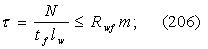 τ = N / (t_f l_w) ≤ R_wf m;    (206)